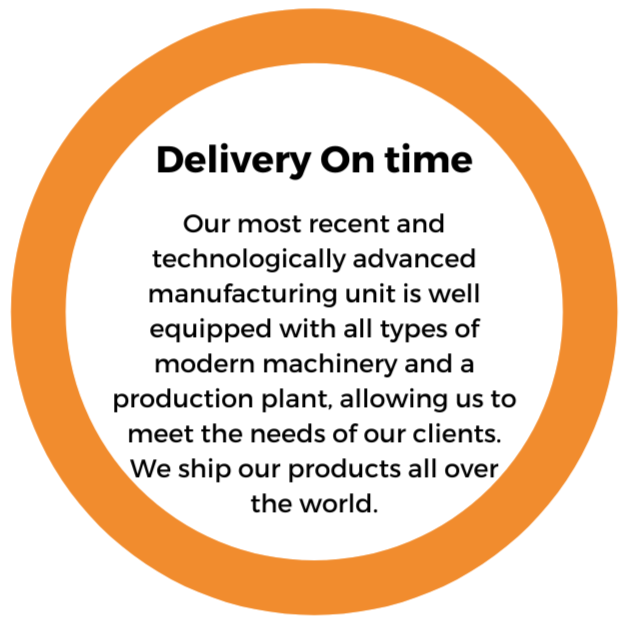 Delivery On time
Our most recent and
technologically advanced
manufacturing unit is well
equipped with all types of
modern machinery and a
production plant, allowing us to
meet the needs of our clients.
We ship our products all over
the world.